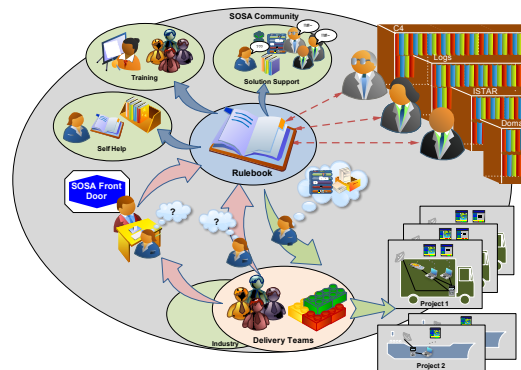 SOSA Community
C4
Logs
ISTAR
Doma
Training
Solution Support
???
Self Help
Rulebook
SOSA Front
Door
?
?
Project 1
Industry
Delivery Teams
Project 2